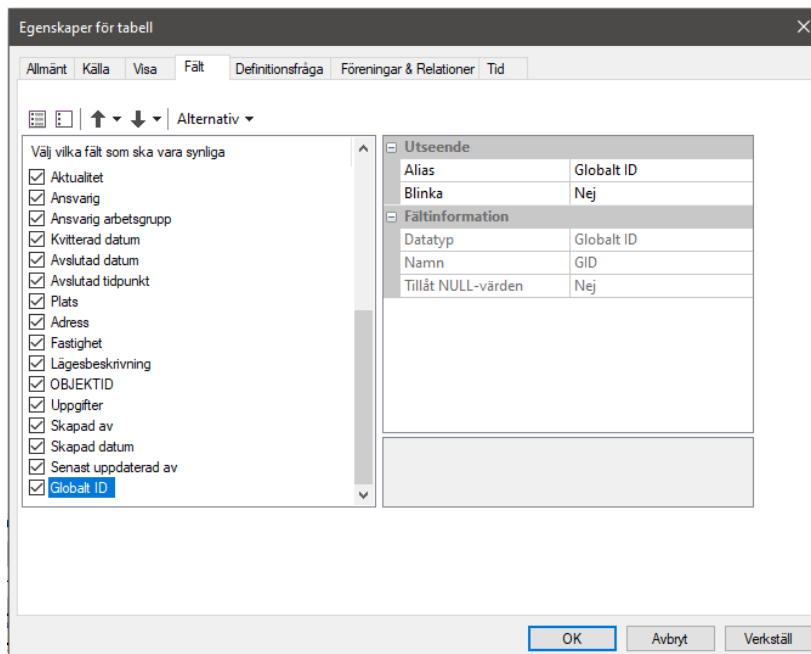 Egenskaper för tabell
Allmänt Källa Visa Fält Definitionsfråga Föreningar & Relationer Tid
Alternativ
Välj vilka fält som ska vara synliga
Aktualitet
Ansvarig
Ansvarig arbetsgrupp
Kvitterad datum
Avslutad datum
Avslutad tidpunkt
Plats
Adress
Fastighet
Lägesbeskrivning
OBJEKTID
Uppgifter
Skapad av
Skapad datum
Senast uppdaterad av
Globalt ID
Utseende
Alias Globalt ID
Blinka Nej
Fältinformation
Datatyp Globalt ID
Namn GID
Tillåt NULL-värden Nej
OK Avbryt Verkställ